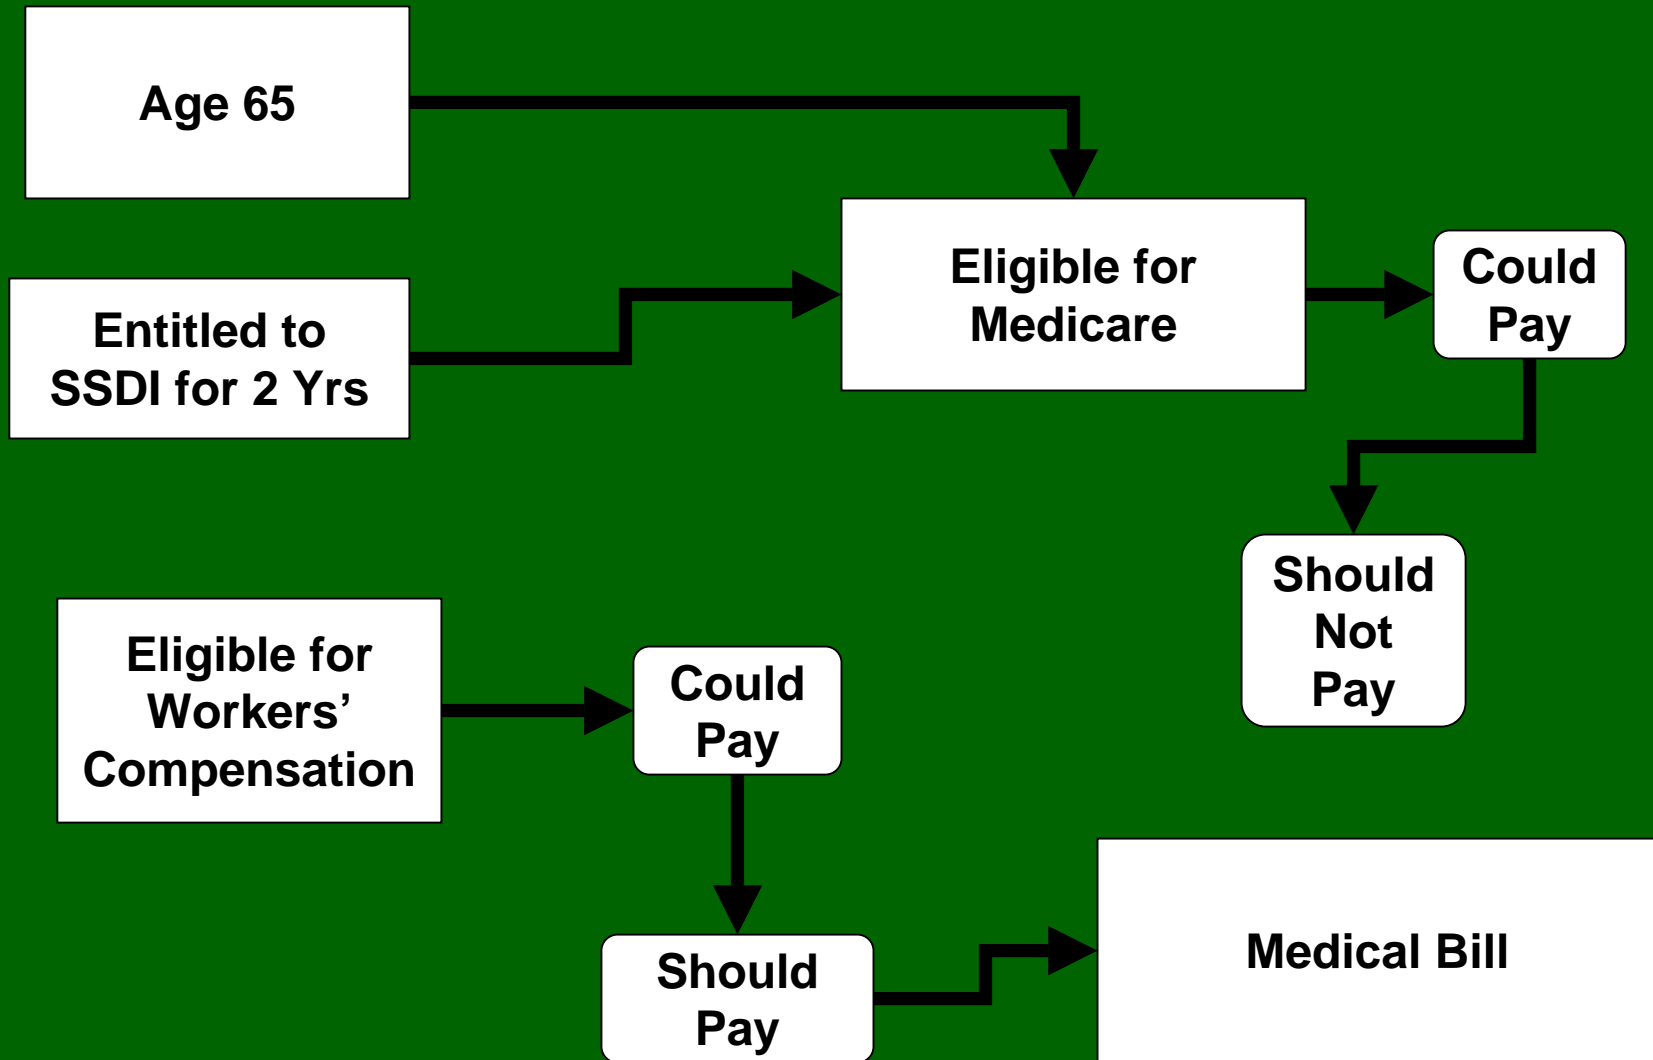 Age 65
Entitled to
SSDI for 2 Yrs
Eligible for
Medicare
Could
Pay
Should
Not
Pay
Eligible for
Workers’
Compensation
Could
Pay
Should
Pay
Medical Bill